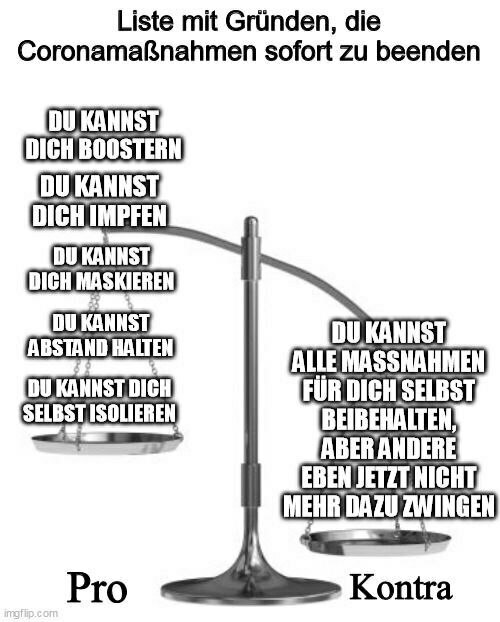 Liste mit Gründen, die
Coronamaßnahmen sofort zu beenden
DU KANNST
DICH BOOSTERN
DU KANNST
DICH IMPFEN
DU KANNST
DICH MASKIEREN
DU KANNST
ABSTAND HALTEN
DU KANNST DICH
SELBST ISOLIEREN
DU KANNST
ALLE MASSNAHMEN
FÜR DICH SELBST
BEIBEHALTEN,
ABER ANDERE
EBEN JETZT NICHT
MEHR DAZU ZWINGEN
Pro
Kontra
imgflip.com